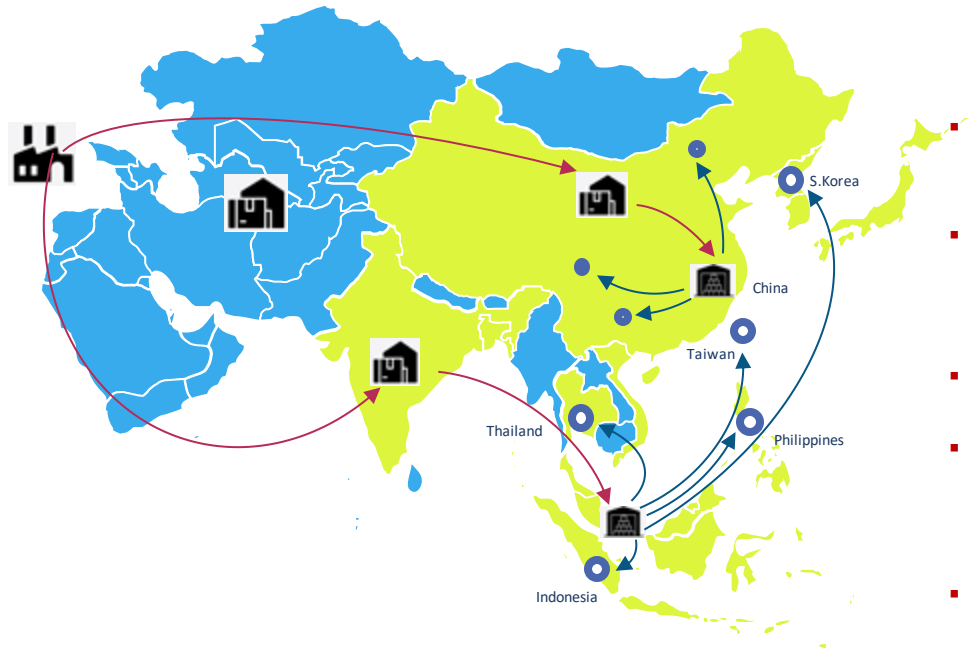 S.Korea
China
Taiwan
Thailand
Philippines
Indonesia